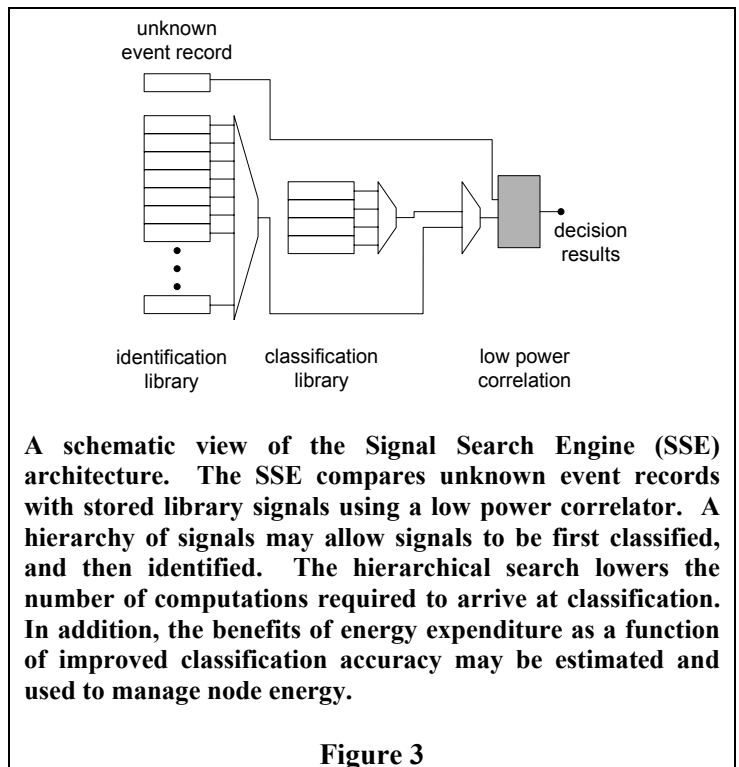 unknown
event record
decision
results
identification
library
classification
library
low power
correlation
A schematic view of the Signal Search Engine (SSE)
architecture. The SSE compares unknown event records
with stored library signals using a low power correlator. A
hierarchy of signals may allow signals to be first classified,
and then identified. The hierarchical search lowers the
number of computations required to arrive at classification.
In addition, the benefits of energy expenditure as a function
of improved classification accuracy may be estimated and
used to manage node energy.
Figure 3